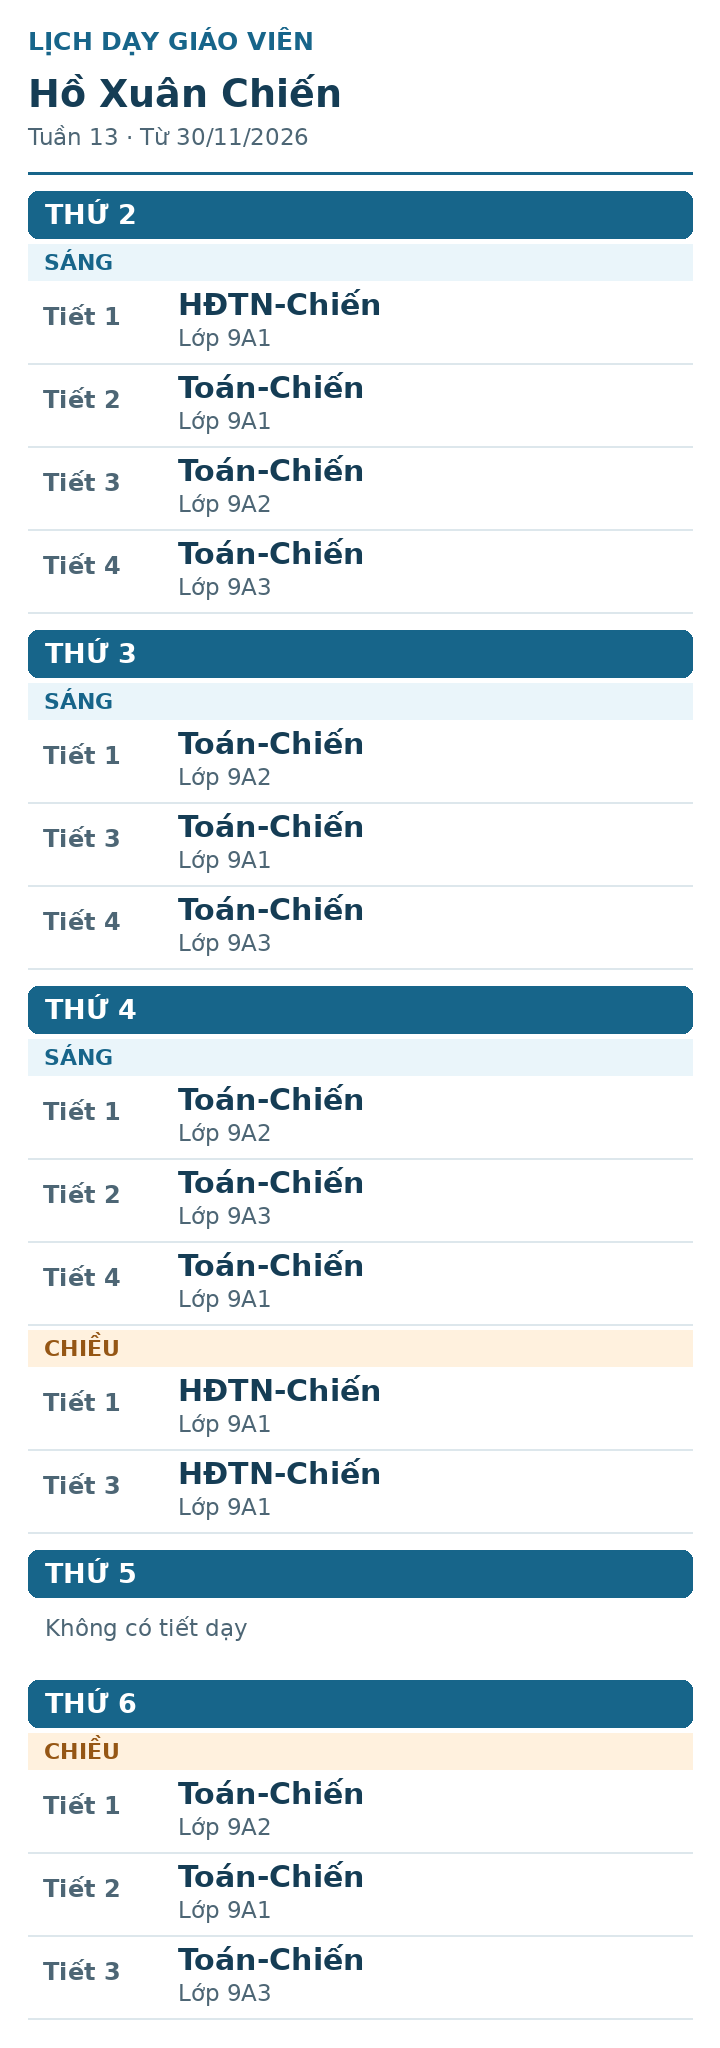 LỊCH DẠY GIÁO VIÊN
Hồ Xuân Chiến
Tuần 13 · Từ 30/11/2026
THỨ 2
SÁNG
Tiết 1 HĐTN-Chiến
Lớp 9A1
Tiết 2 Toán-Chiến
Lớp 9A1
Tiết 3 Toán-Chiến
Lớp 9A2
Tiết 4 Toán-Chiến
Lớp 9A3
THỨ 3
SÁNG
Tiết 1 Toán-Chiến
Lớp 9A2
Tiết 3 Toán-Chiến
Lớp 9A1
Tiết 4 Toán-Chiến
Lớp 9A3
THỨ 4
SÁNG
Tiết 1 Toán-Chiến
Lớp 9A2
Tiết 2 Toán-Chiến
Lớp 9A3
Tiết 4 Toán-Chiến
Lớp 9A1
CHIỀU
Tiết 1 HĐTN-Chiến
Lớp 9A1
Tiết 3 HĐTN-Chiến
Lớp 9A1
THỨ 5
Không có tiết dạy
THỨ 6
CHIỀU
Tiết 1 Toán-Chiến
Lớp 9A2
Tiết 2 Toán-Chiến
Lớp 9A1
Tiết 3 Toán-Chiến
Lớp 9A3